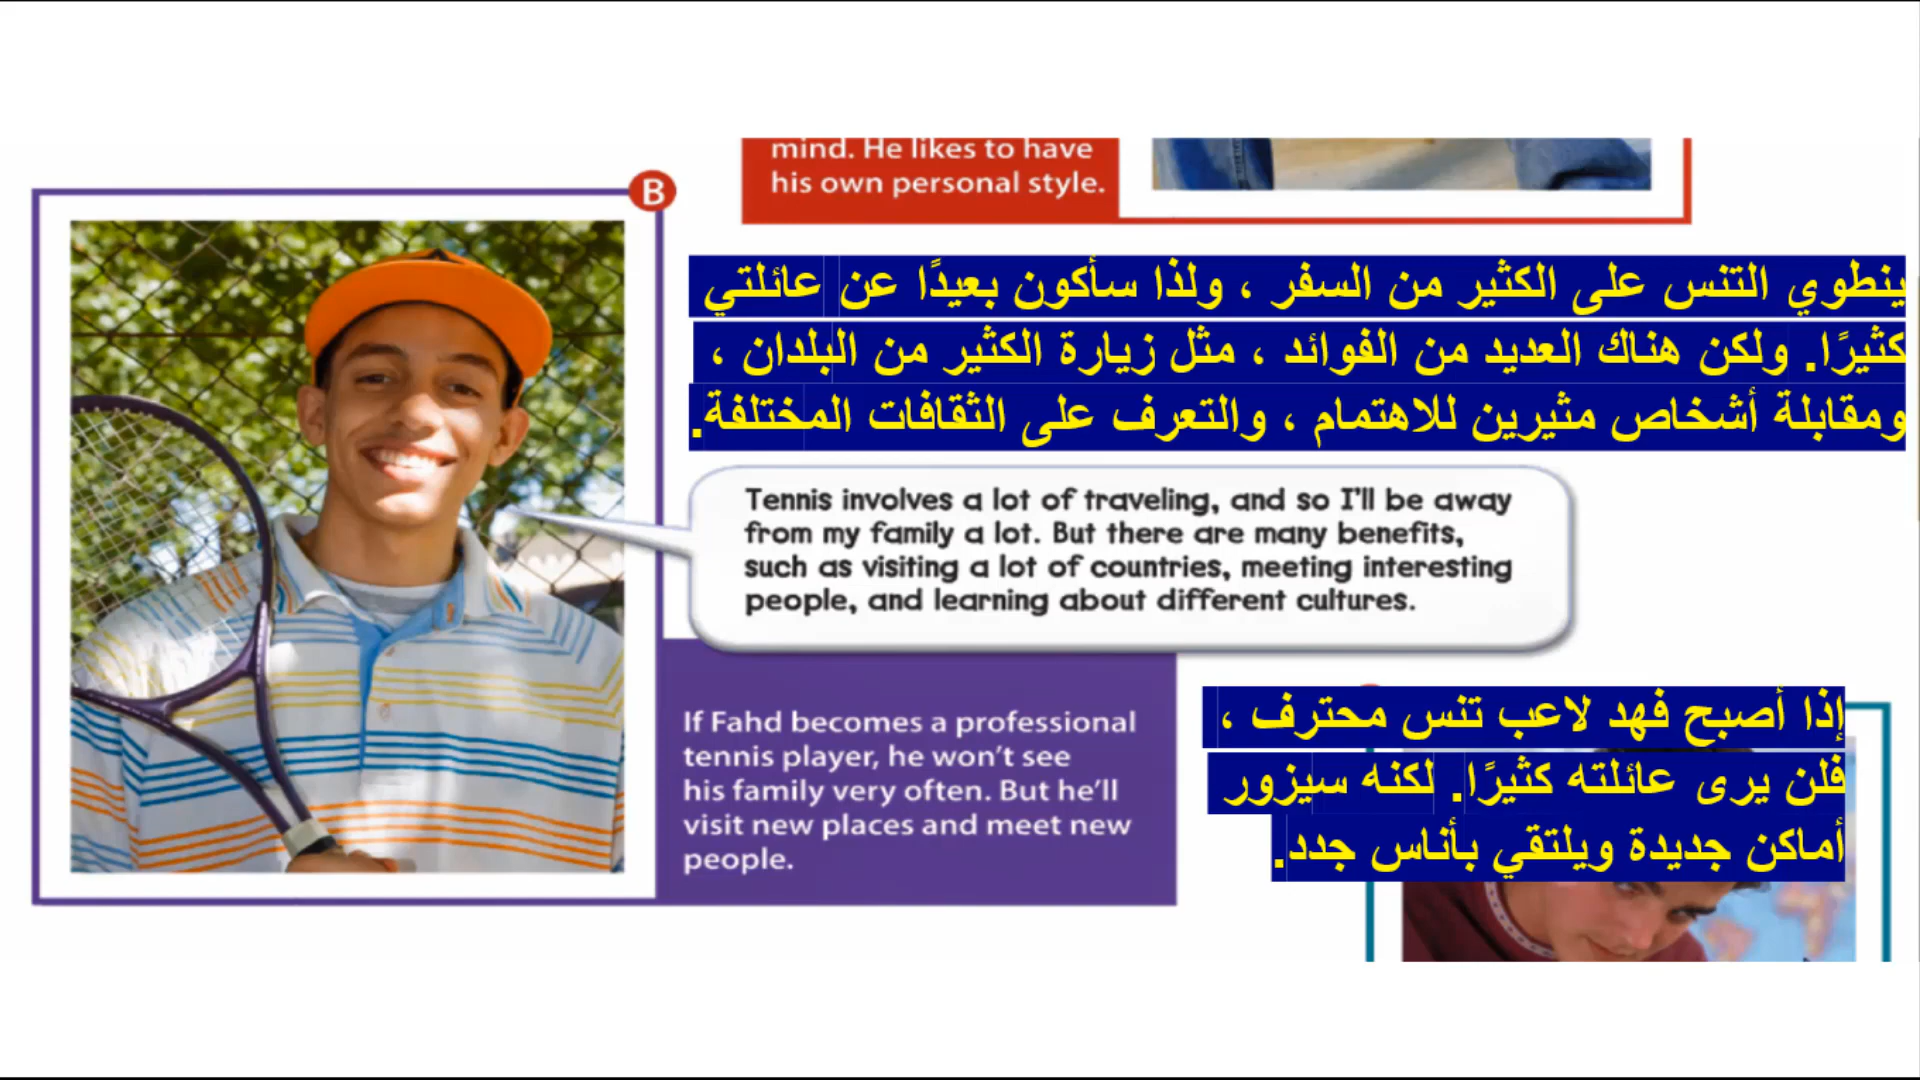 mind. He likes to have
his own personal style.
B
ينطوي التنس على الكثير من السفر ، ولذا سأكون بعيدًا عن عائلتي
كثيرًا. ولكن هناك العديد من الفوائد ، مثل زيارة الكثير من البلدان ،
ومقابلة أشخاص مثيرين للاهتمام ، والتعرف على الثقافات المختلفة.
Tennis involves a lot of traveling, and so I'll be away
from my family a lot. But there are many benefits,
such as visiting a lot of countries, meeting interesting
people, and learning about different cultures.
If Fahd becomes a professional
tennis player, he won't see
his family very often. But he'll
visit new places and meet new
people.
إذا أصبح فهد لاعب تنس محترف ،
فلن يرى عائلته كثيرًا. لكنه سيزور
أماكن جديدة ويلتقي بأناس جدد.